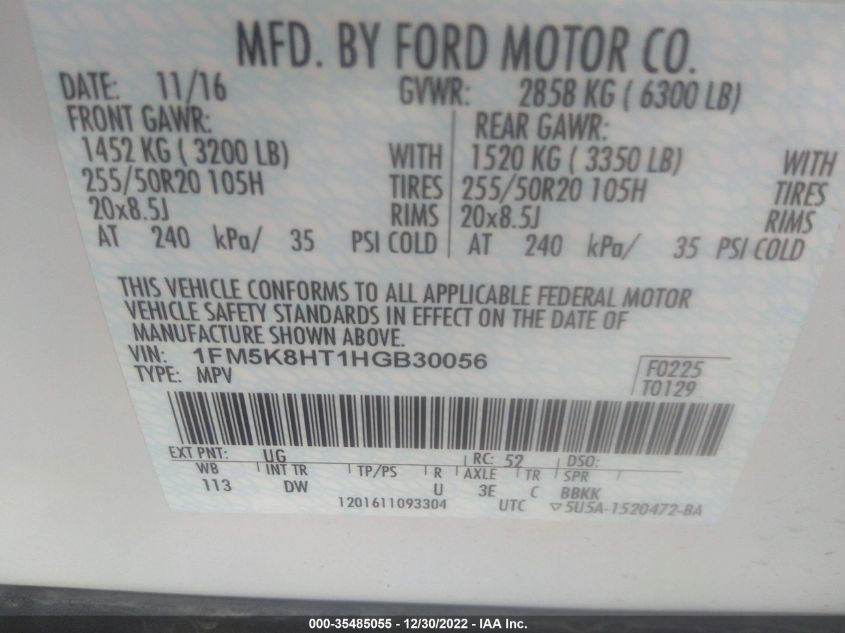 MFD. BY FORD MOTOR CO.
DATE: 11/16 GVWR: 2858 KG ( 6300 LB)
FRONT GAWR: REAR GAWR:
1452 KG ( 3200 LB) WITH 1520 KG ( 3350 LB) WITH
255/50R20 105H TIRES 255/50R20 105H TIRES
20x8.5J RIMS 20x8.5J RIMS
AT 240 kPa/ 35 PSI COLD AT 240 kPa/ 35 PSI COLD
THIS VEHICLE CONFORMS TO ALL APPLICABLE FEDERAL MOTOR
VEHICLE SAFETY STANDARDS IN EFFECT ON THE DATE OF
MANUFACTURE SHOWN ABOVE.
VIN: 1FM5K8HT1HGB30056 F0225
TYPE: MPV T0129
EXT PNT: UG RC: 52 DSO:
WB INT TR TP/PS R AXLE TR SPR
113 DW U 3E C BBKK
1201611093304 UTC ▽5U5A-1520472-BA
000-35485055 - 12/30/2022 - IAA Inc.